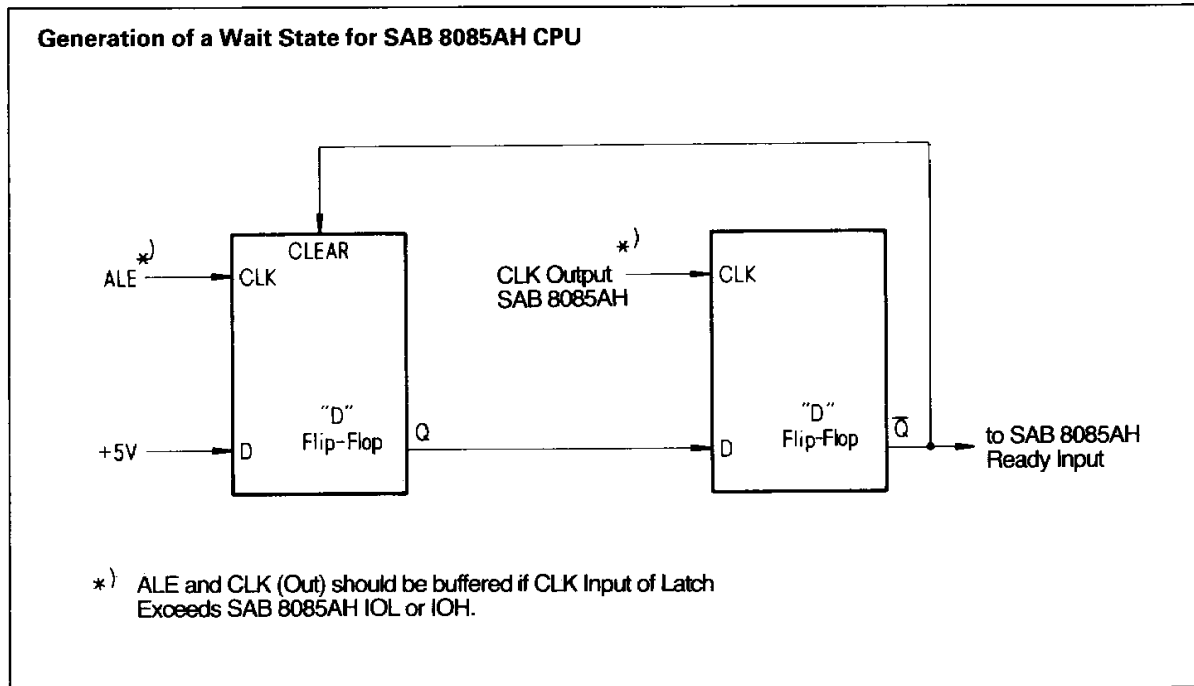 Generation of a Wait State for SAB 8085AH CPU
ALE *)
CLEAR
CLK
+5V
D
"D"
Flip-Flop
Q
CLK Output *)
SAB 8085AH
CLK
D
"D"
Flip-Flop
Q̅
to SAB 8085AH
Ready Input
*) ALE and CLK (Out) should be buffered if CLK Input of Latch
Exceeds SAB 8085AH IOL or IOH.